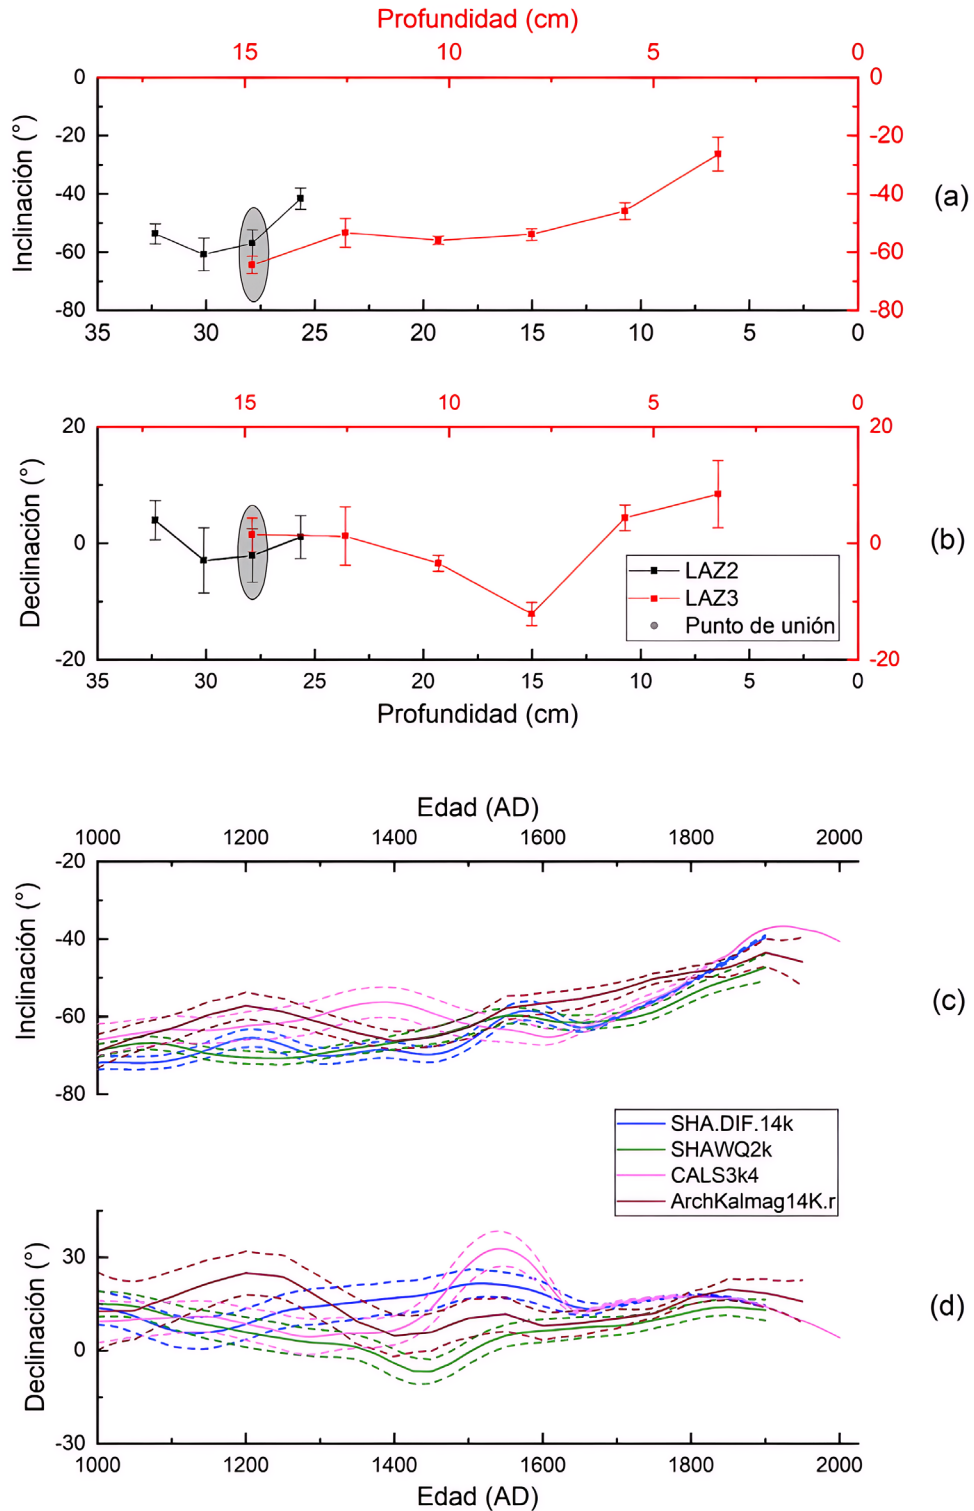 Profundidad (cm)
15 10 5 0
0 0
-20 -20
-40 -40
-60 -60
-80 -80
Inclinación (°)
(a)
35 30 25 20 15 10 5 0
15 10 5 0
20 20
0 0
-20 -20
Declinación (°)
(b)
LAZ2
LAZ3
Punto de unión
35 30 25 20 15 10 5 0
Profundidad (cm)
Edad (AD)
1000 1200 1400 1600 1800 2000
-20
-40
-60
-80
Inclinación (°)
(c)
SHA.DIF.14k
SHAWQ2k
CALS3k4
ArchKalmag14K.r
30
0
-30
Declinación (°)
(d)
1000 1200 1400 1600 1800 2000
Edad (AD)